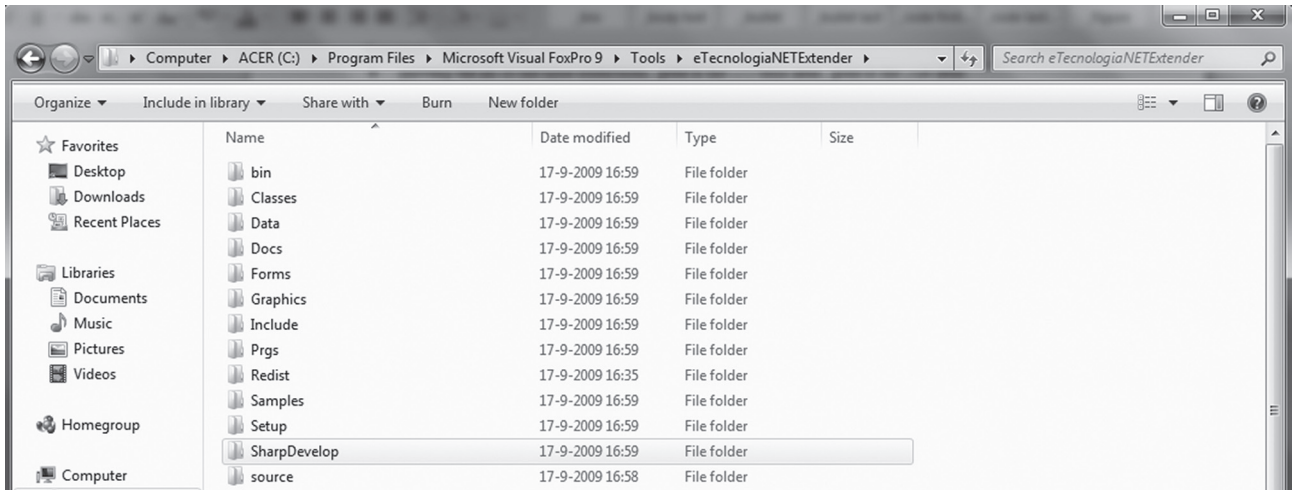 Computer ▸ ACER (C:) ▸ Program Files ▸ Microsoft Visual FoxPro 9 ▸ Tools ▸ eTecnologiaNETExtender ▸
Search eTecnologiaNETExtender
Organize Include in library Share with Burn New folder
Name Date modified Type Size
Favorites
Desktop
Downloads
Recent Places
Libraries
Documents
Music
Pictures
Videos
Homegroup
Computer
bin 17-9-2009 16:59 File folder
Classes 17-9-2009 16:59 File folder
Data 17-9-2009 16:59 File folder
Docs 17-9-2009 16:59 File folder
Forms 17-9-2009 16:59 File folder
Graphics 17-9-2009 16:59 File folder
Include 17-9-2009 16:59 File folder
Prgs 17-9-2009 16:59 File folder
Redist 17-9-2009 16:35 File folder
Samples 17-9-2009 16:59 File folder
Setup 17-9-2009 16:59 File folder
SharpDevelop 17-9-2009 16:59 File folder
source 17-9-2009 16:58 File folder